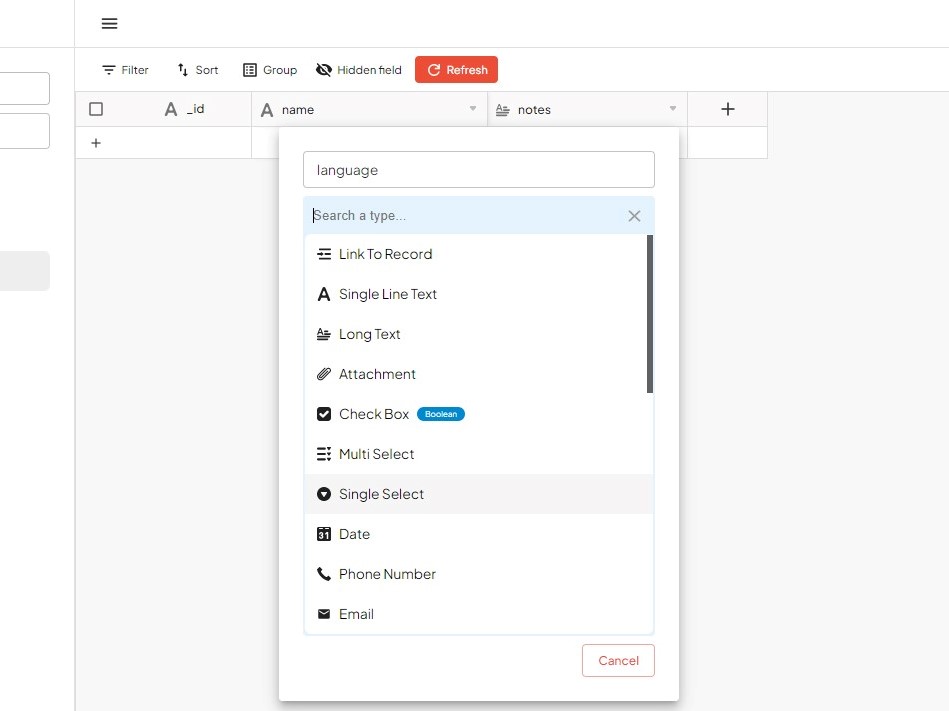 Filter Sort Group Hidden field Refresh
_id name notes
language
Search a type...
Link To Record
Single Line Text
Long Text
Attachment
Check Box Boolean
Multi Select
Single Select
31 Date
Phone Number
Email
Cancel